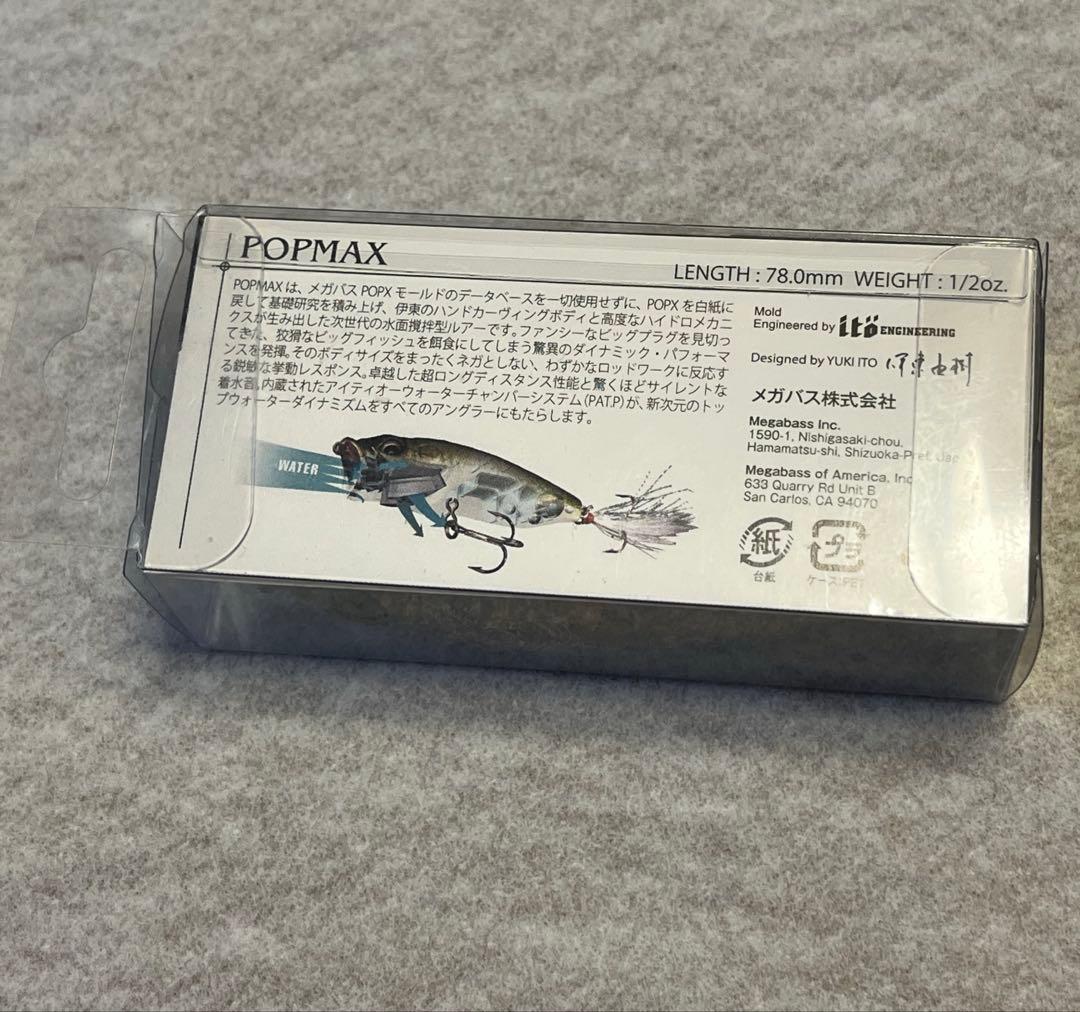 POPMAX
LENGTH : 78.0mm WEIGHT : 1/2oz.
POPMAXは、メガバスPOPXモールドのデータベースを一切使用せずに、POPXを白紙に
戻して基礎研究を積み上げ、伊東のハンドカーヴィングボディと高度なハイドロメカニ
クスが生み出した次世代の水面撹拌型ルアーです。ファンシーなビッグプラグを見切っ
てきた、狡猾なビッグフィッシュを餌食にしてしまう驚異のダイナミック・パフォーマ
ンスを発揮。そのボディサイズをまったくネガとしない、わずかなロッドワークに反応す
る鋭敏な挙動レスポンス。卓越した超ロングディスタンス性能と驚くほどサイレントな
着水音。内蔵されたアイティオーウォーターチャンバーシステム(PAT.P)が、新次元のトッ
プウォーターダイナミズムをすべてのアングラーにもたらします。
WATER
Mold
Engineered by itö ENGINEERING
Designed by YUKI ITO 伊東由樹
メガバス株式会社
Megabass Inc.
1590-1, Nishigasaki-chou,
Hamamatsu-shi, Shizuoka-Pref. Jap
Megabass of America, Inc
633 Quarry Rd Unit B
San Carlos, CA 94070
紙
台紙
プラ
ケース:PET